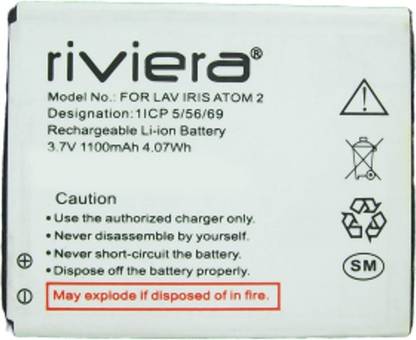 riviera®
Model No.: FOR LAV IRIS ATOM 2
Designation: 1ICP 5/56/69
Rechargeable Li-ion Battery
3.7V 1100mAh 4.07Wh
Caution
• Use the authorized charger only.
• Never disassemble by yourself.
• Never short-circuit the battery.
• Dispose off the battery properly.
May explode if disposed of in fire.
SM